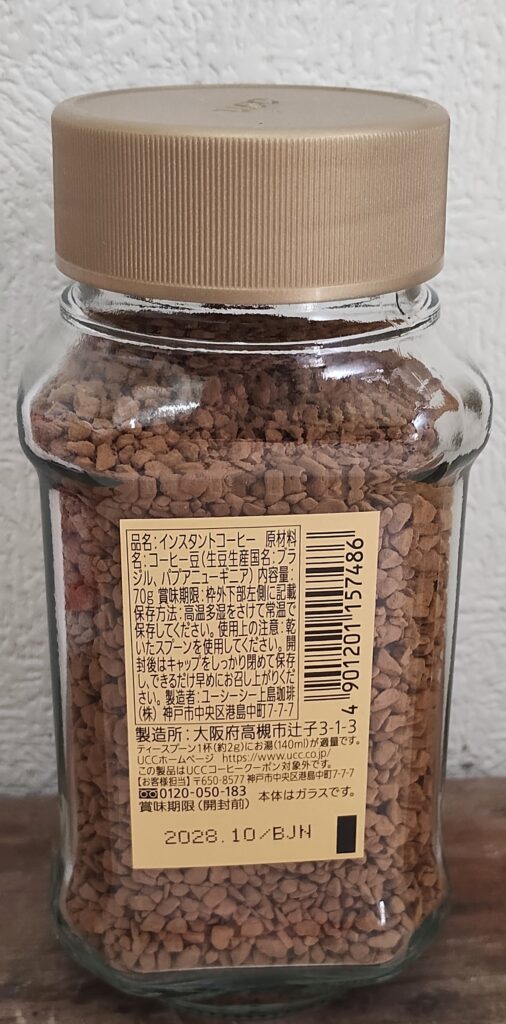 UCC
品名:インスタントコーヒー 原材料
名:コーヒー豆(生豆生産国名:ブラ
ジル、パプアニューギニア) 内容量:
70g 賞味期限:枠外下部左側に記載
保存方法:高温多湿をさけて常温で
保存してください。使用上の注意:乾
いたスプーンを使用してください。開
封後はキャップをしっかり閉めて保存
し、できるだけ早めにお召し上がりくだ
さい。製造者:ユーシーシー上島珈琲
(株) 神戸市中央区港島中町7-7-7
4 901201 157486
製造所:大阪府高槻市辻子3-1-3
ティースプーン1杯(約2g)にお湯(140ml)が適量です。
UCCホームページ https://www.ucc.co.jp/
この製品はUCCコーヒークーポン対象外です。
【お客様担当】〒650-8577 神戸市中央区港島中町7-7-7
0120-050-183
賞味期限(開封前) 本体はガラスです。
2028.10/BJN